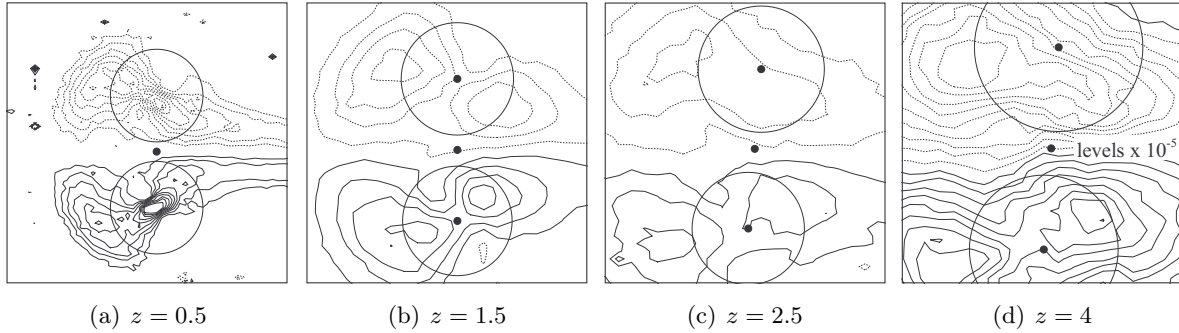 levels x 10⁻⁵
(a) z = 0.5
(b) z = 1.5
(c) z = 2.5
(d) z = 4